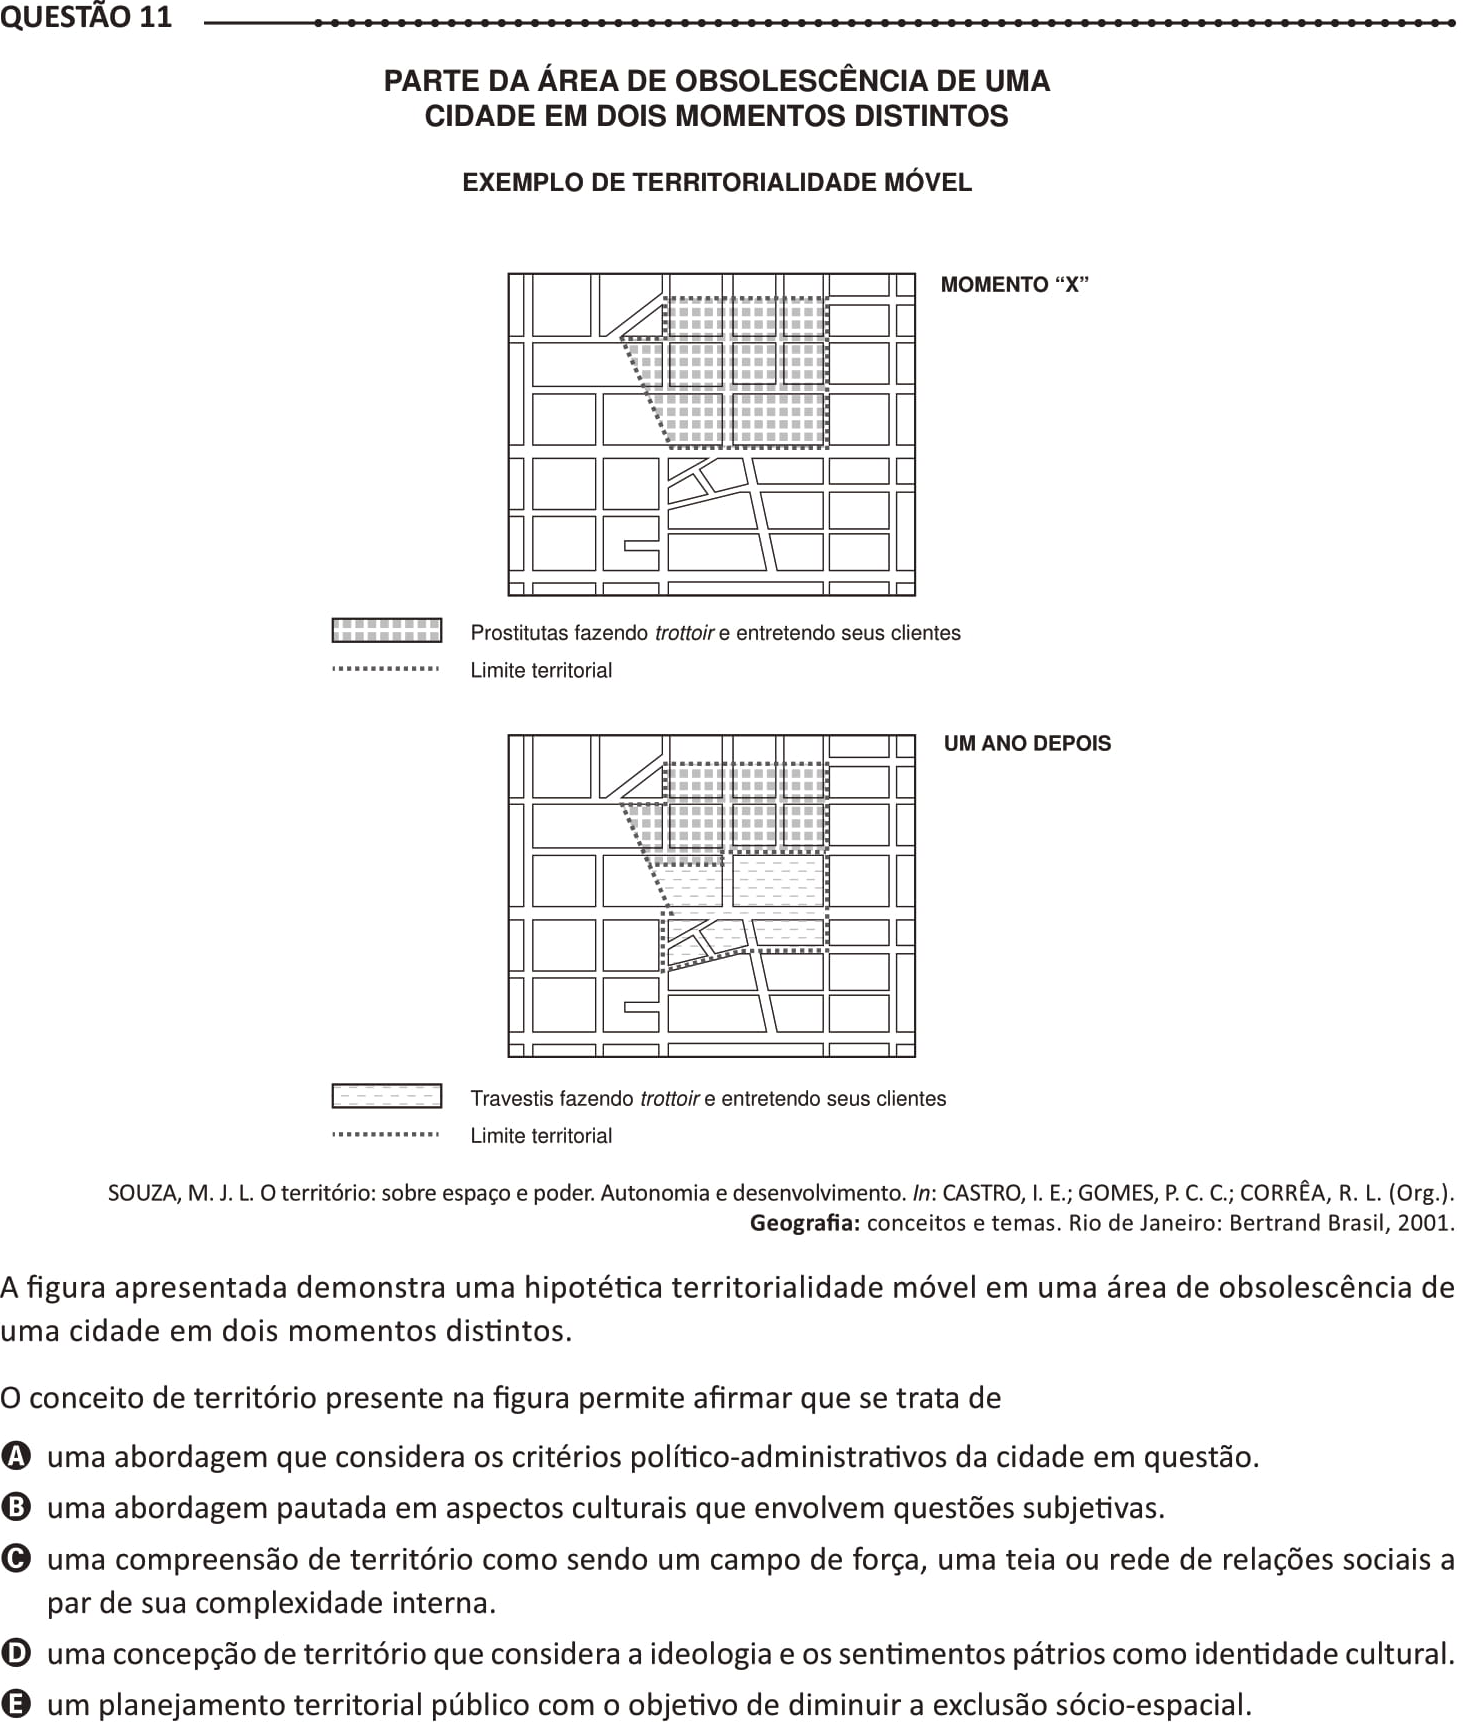 QUESTÃO 11
PARTE DA ÁREA DE OBSOLESCÊNCIA DE UMA
CIDADE EM DOIS MOMENTOS DISTINTOS
EXEMPLO DE TERRITORIALIDADE MÓVEL
MOMENTO “X”
Prostitutas fazendo trottoir e entretendo seus clientes
Limite territorial
UM ANO DEPOIS
Travestis fazendo trottoir e entretendo seus clientes
Limite territorial
SOUZA, M. J. L. O território: sobre espaço e poder. Autonomia e desenvolvimento. In: CASTRO, I. E.; GOMES, P. C. C.; CORRÊA, R. L. (Org.).
Geografia: conceitos e temas. Rio de Janeiro: Bertrand Brasil, 2001.
A figura apresentada demonstra uma hipotética territorialidade móvel em uma área de obsolescência de
uma cidade em dois momentos distintos.
O conceito de território presente na figura permite afirmar que se trata de
A uma abordagem que considera os critérios político-administrativos da cidade em questão.
B uma abordagem pautada em aspectos culturais que envolvem questões subjetivas.
C uma compreensão de território como sendo um campo de força, uma teia ou rede de relações sociais a
par de sua complexidade interna.
D uma concepção de território que considera a ideologia e os sentimentos pátrios como identidade cultural.
E um planejamento territorial público com o objetivo de diminuir a exclusão sócio-espacial.